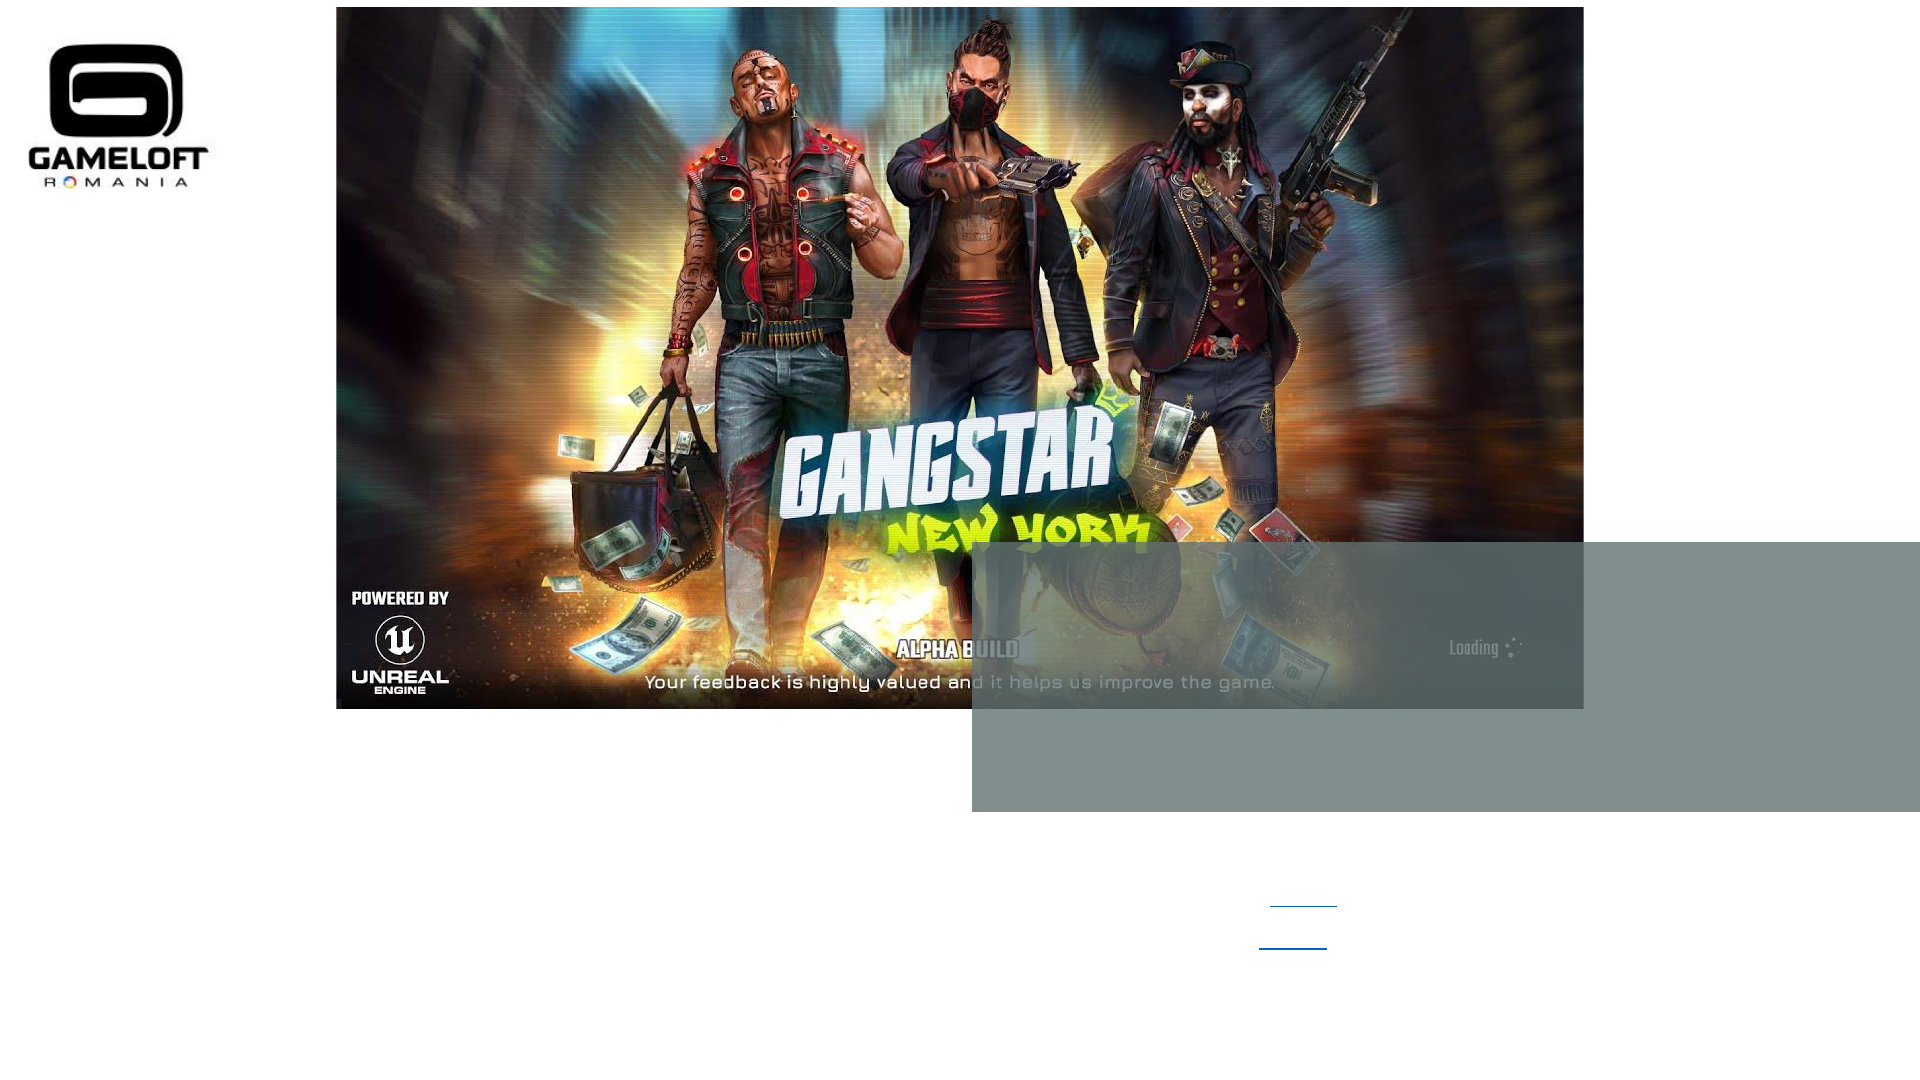 GAMELOFT
ROMANIA
GANGSTAR
NEW YORK
POWERED BY
UNREAL
ENGINE
ALPHA BUILD
Loading
Your feedback is highly valued and it helps us improve the game.